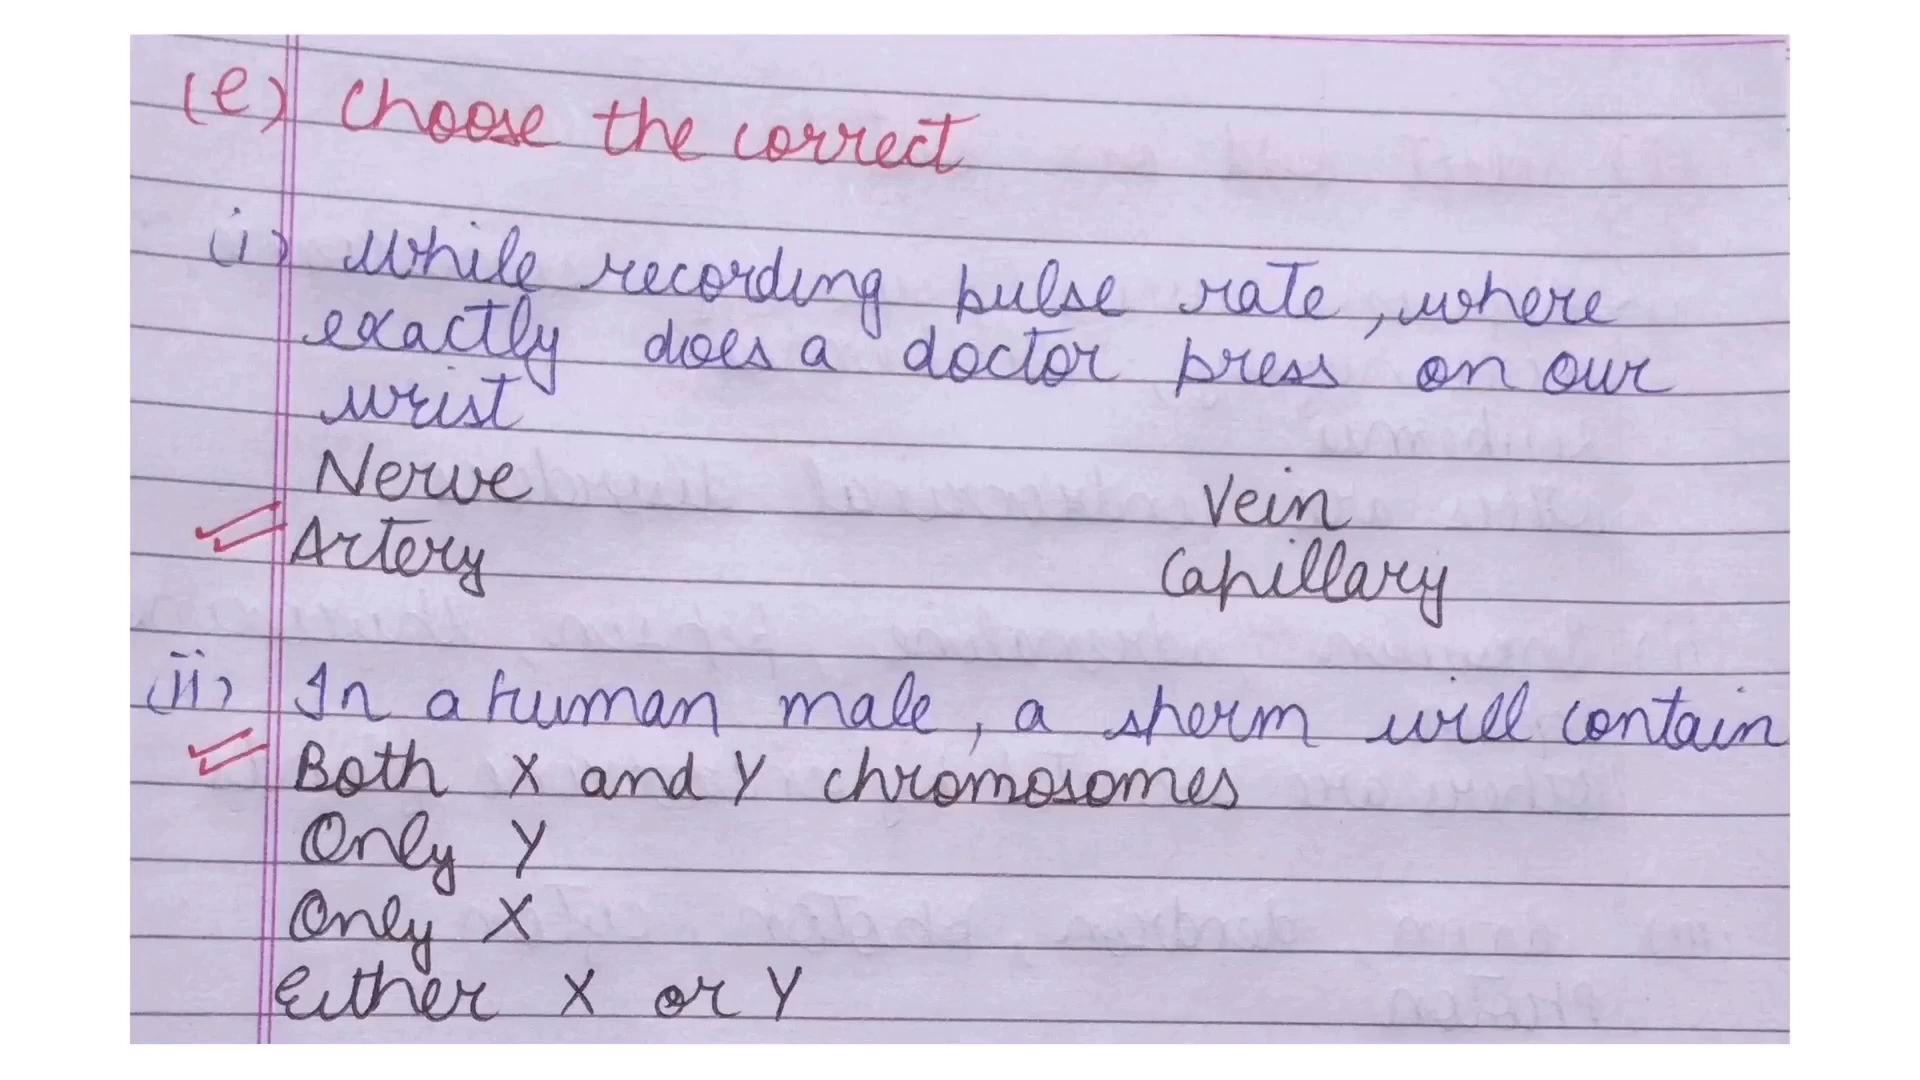 (e) Choose the correct
(i) While recording pulse rate, where
exactly does a doctor press on our
wrist
Nerve Vein
Artery Capillary
(ii) In a human male, a sperm will contain
Both X and Y chromosomes
Only Y
Only X
Either X or Y